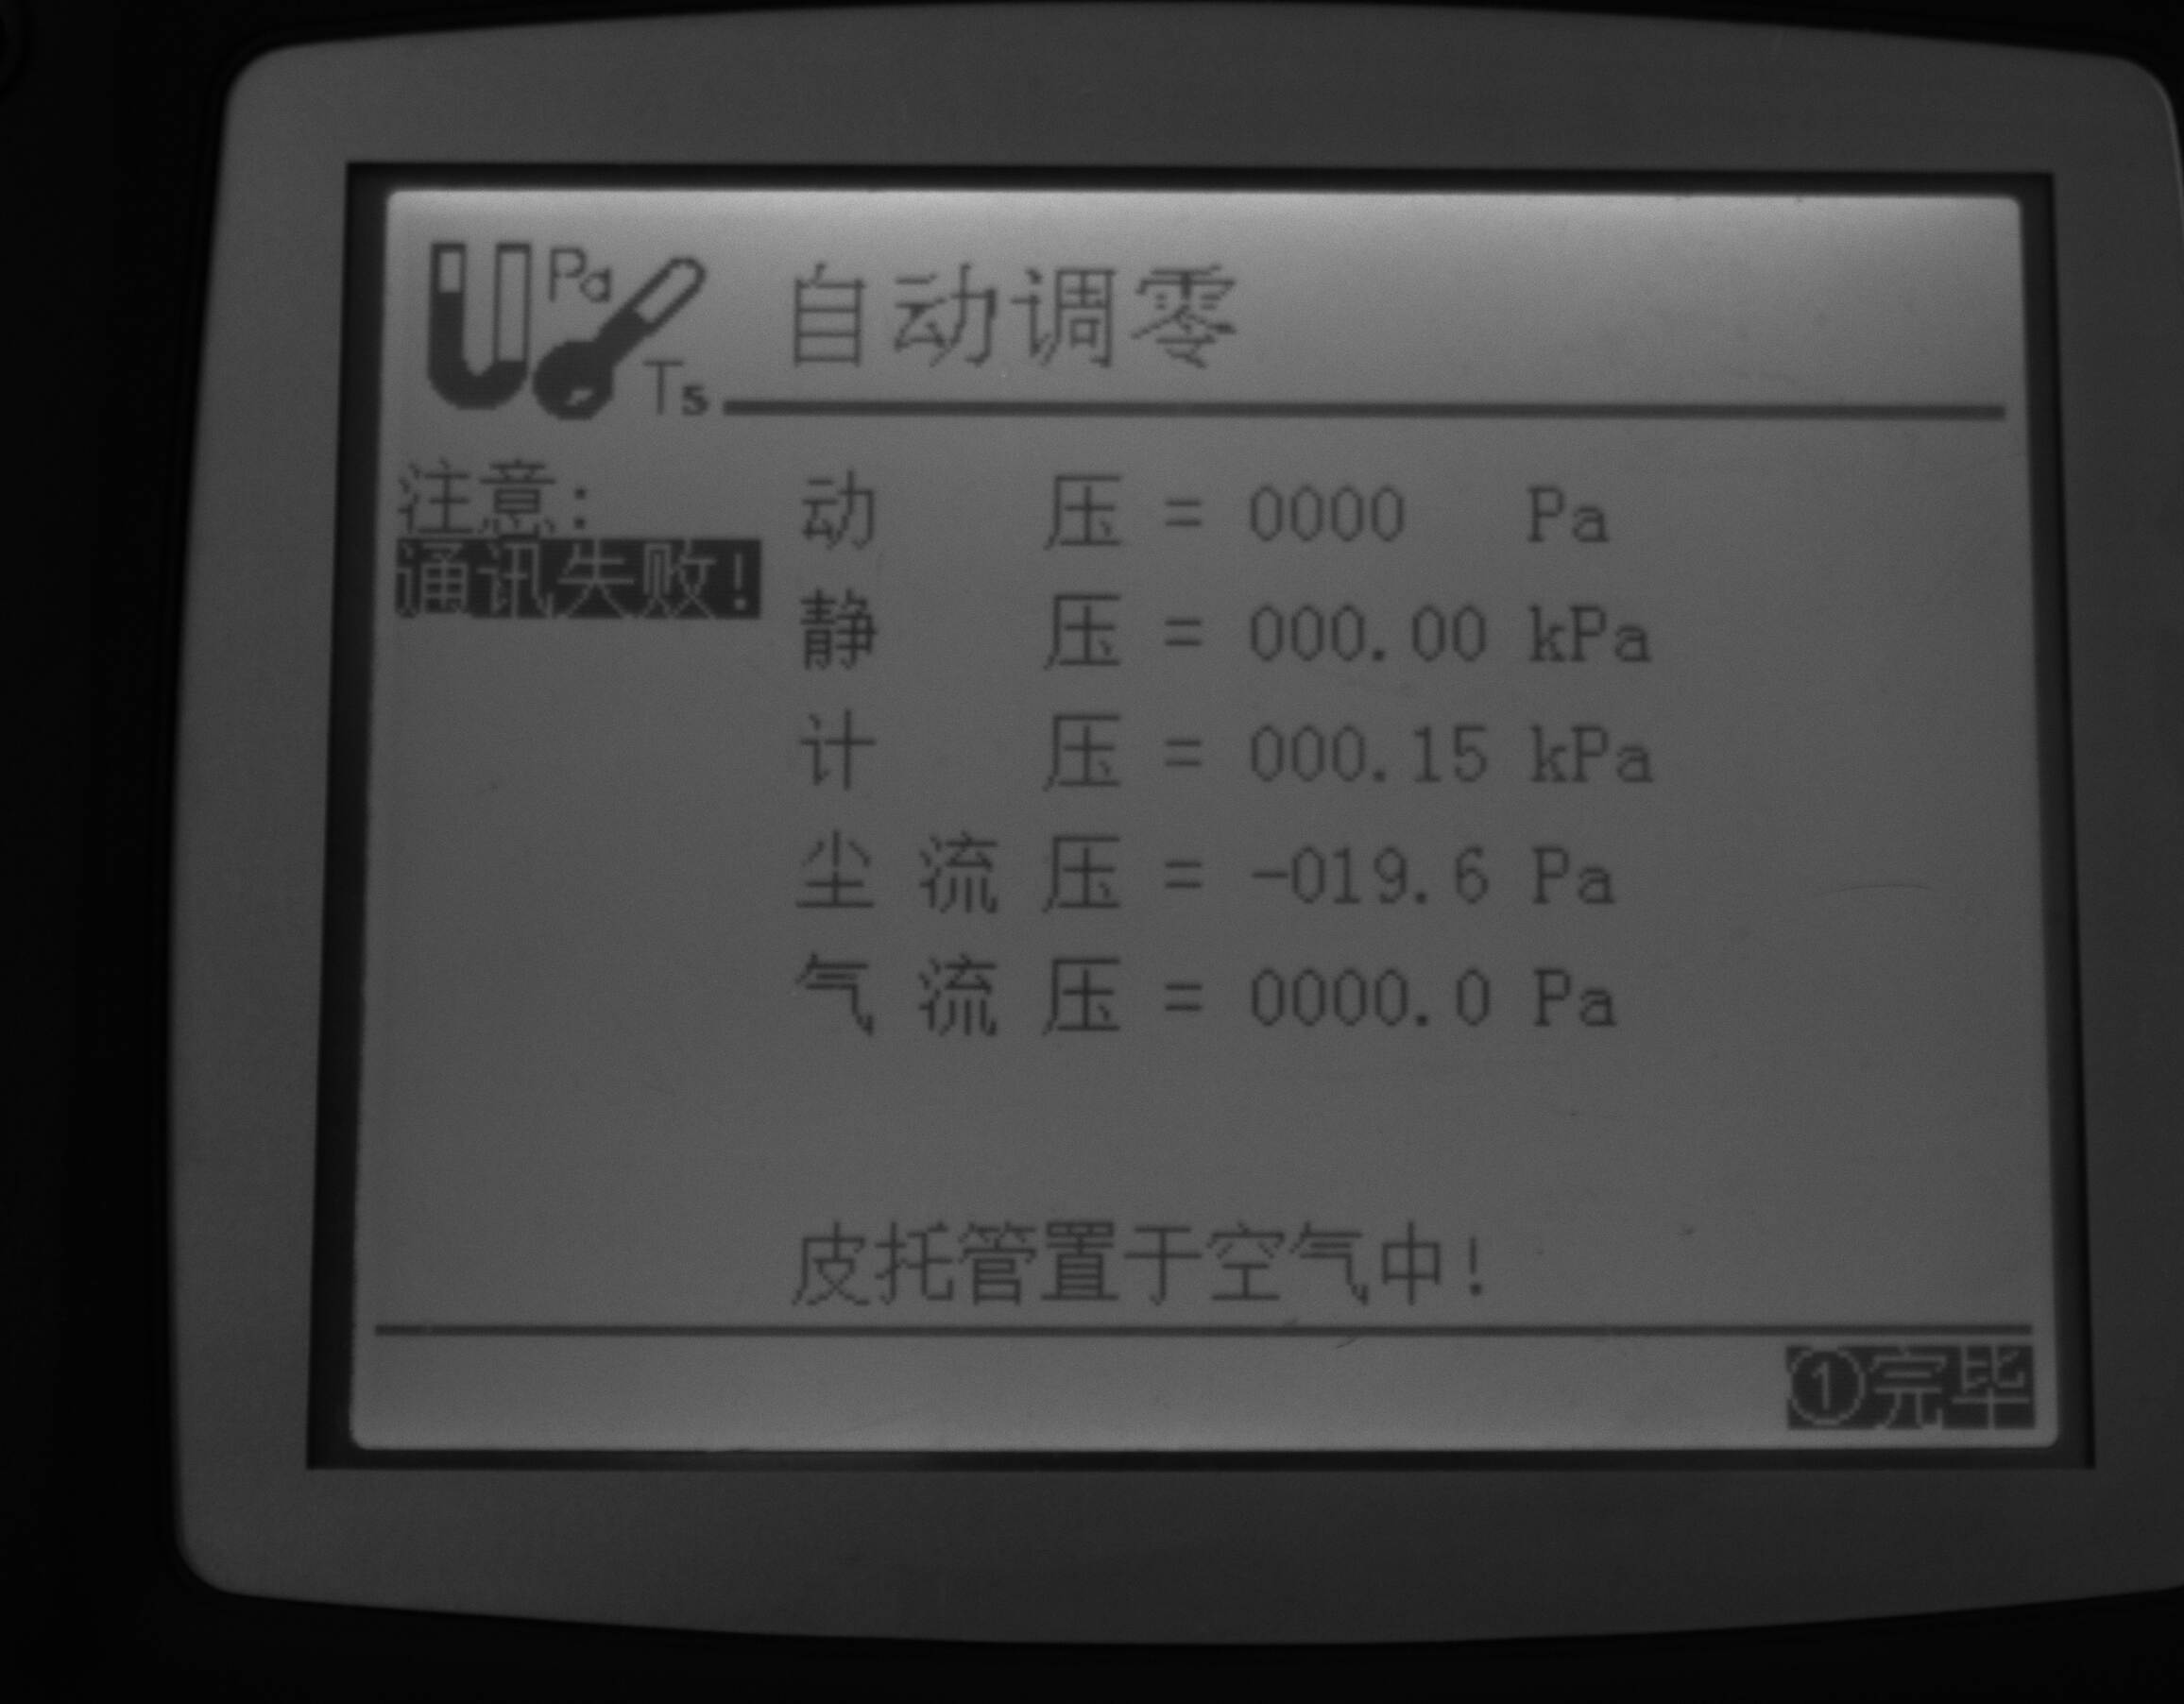 Pa
Ts
自动调零
注意:
通讯失败!
动 压 = 0000 Pa
静 压 = 000.00 kPa
计 压 = 000.15 kPa
尘 流 压 = -019.6 Pa
气 流 压 = 0000.0 Pa
皮托管置于空气中!
①完毕